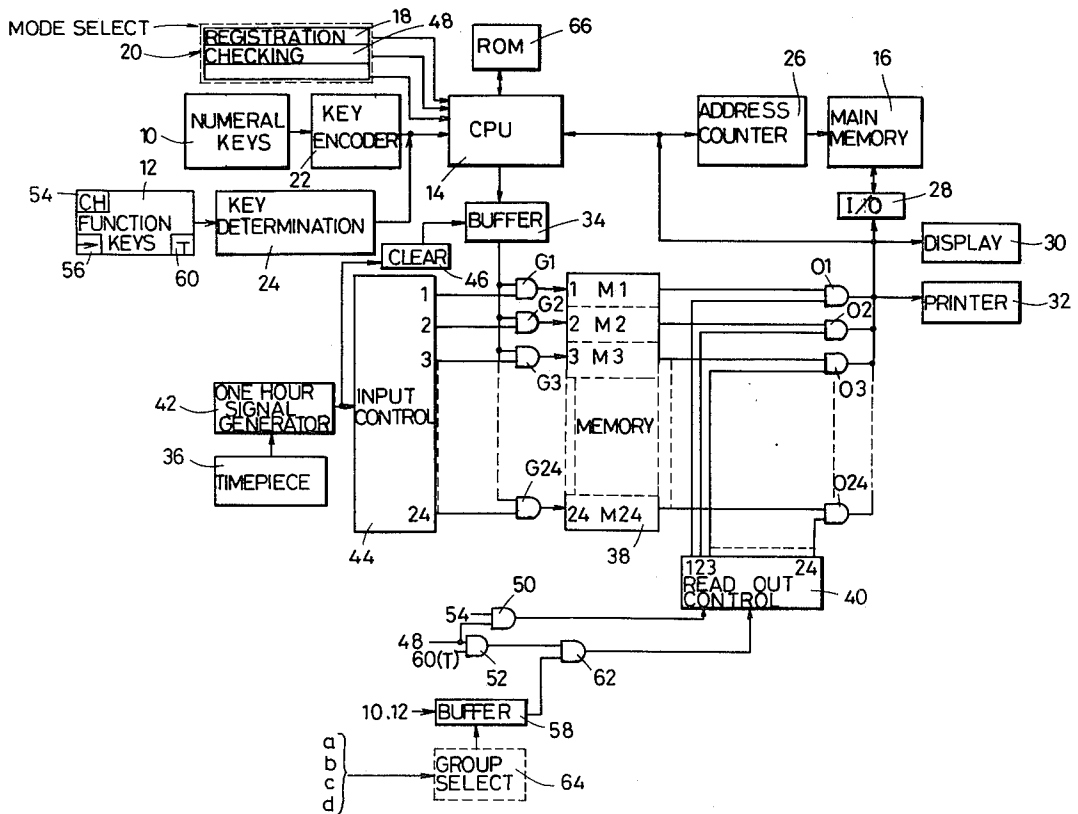 MODE SELECT
18
48
66
20
REGISTRATION
CHECKING
ROM
26
16
NUMERAL
KEYS
10
KEY
ENCODER
22
CPU
14
ADDRESS
COUNTER
MAIN
MEMORY
12
54
CH
FUNCTION
KEYS
56
T
60
KEY
DETERMINATION
24
BUFFER
34
I/O
28
CLEAR
46
DISPLAY
30
PRINTER
32
1
2
3
24
INPUT
CONTROL
44
G1
G2
G3
G24
1 M1
2 M2
3 M3
MEMORY
24 M24
38
O1
O2
O3
O24
42
ONE HOUR
SIGNAL
GENERATOR
36
TIMEPIECE
123 24
READ OUT
CONTROL
40
50
54
48
60(T)
52
62
10.12
BUFFER
58
a
b
c
d
GROUP
SELECT
64